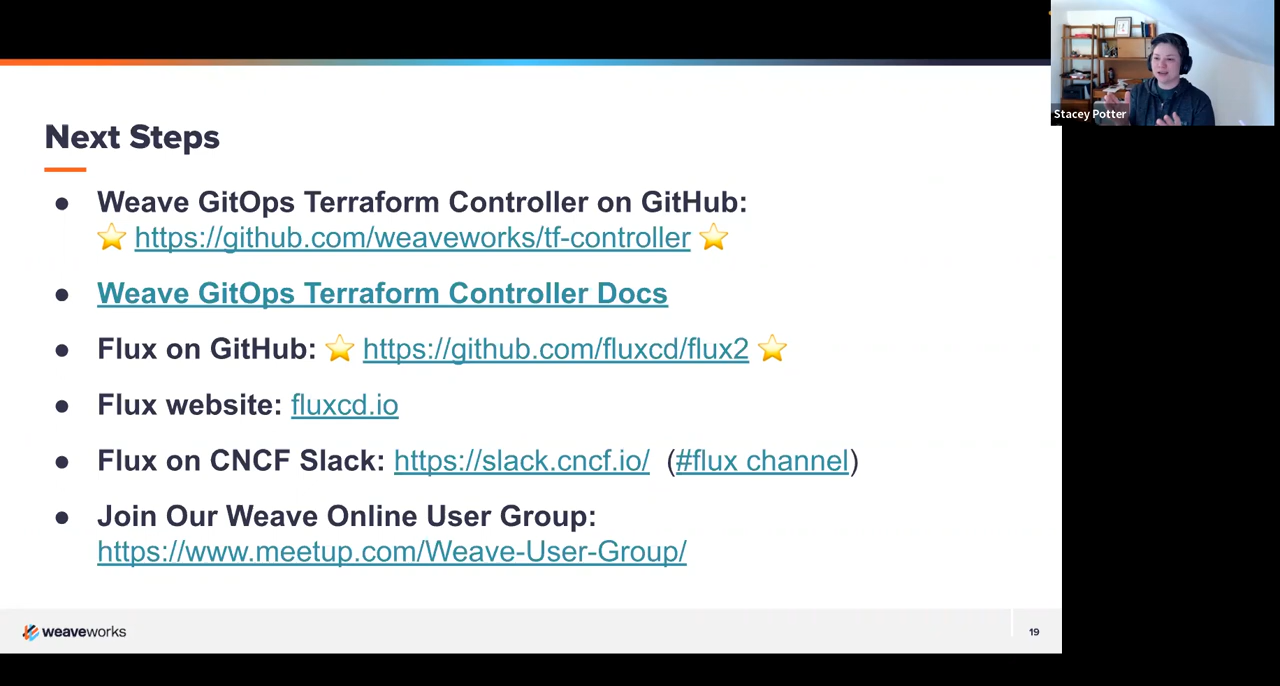 Stacey Potter
Next Steps
● Weave GitOps Terraform Controller on GitHub:
⭐ https://github.com/weaveworks/tf-controller ⭐
● Weave GitOps Terraform Controller Docs
● Flux on GitHub: ⭐ https://github.com/fluxcd/flux2 ⭐
● Flux website: fluxcd.io
● Flux on CNCF Slack: https://slack.cncf.io/ (#flux channel)
● Join Our Weave Online User Group:
https://www.meetup.com/Weave-User-Group/
weaveworks
19